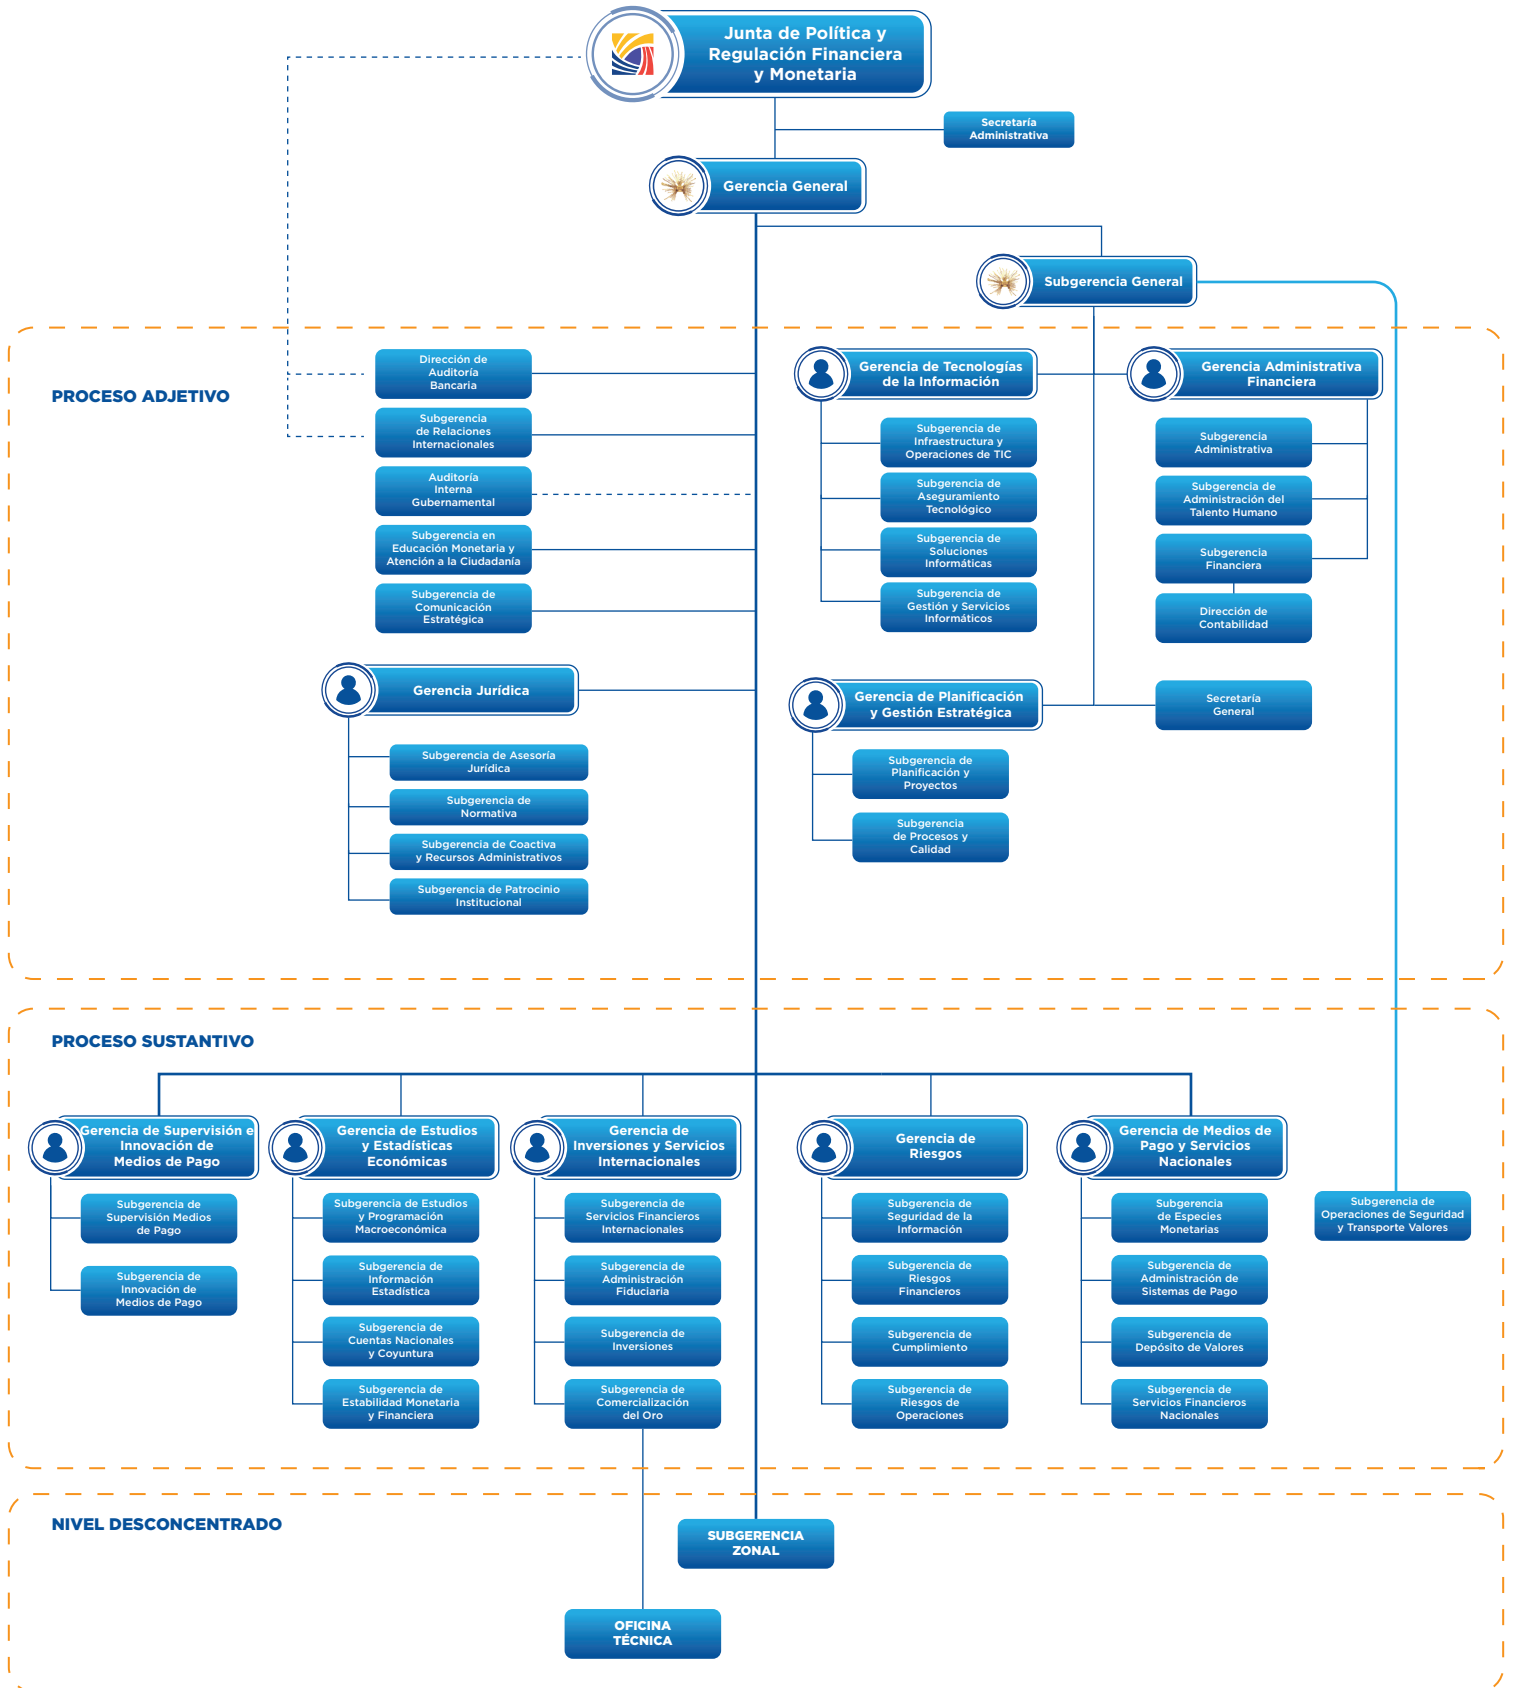 Junta de Política y
Regulación Financiera
y Monetaria
Secretaría
Administrativa
Gerencia General
Subgerencia General
PROCESO ADJETIVO
Dirección de
Auditoría
Bancaria
Subgerencia
de Relaciones
Internacionales
Auditoría
Interna
Gubernamental
Subgerencia en
Educación Monetaria y
Atención a la Ciudadanía
Subgerencia de
Comunicación
Estratégica
Gerencia Jurídica
Subgerencia de Asesoría
Jurídica
Subgerencia de
Normativa
Subgerencia de Coactiva
y Recursos Administrativos
Subgerencia de Patrocinio
Institucional
Gerencia de Tecnologías
de la Información
Subgerencia de
Infraestructura y
Operaciones de TIC
Subgerencia de
Aseguramiento
Tecnológico
Subgerencia de
Soluciones
Informáticas
Subgerencia de
Gestión y Servicios
Informáticos
Gerencia Administrativa
Financiera
Subgerencia
Administrativa
Subgerencia de
Administración del
Talento Humano
Subgerencia
Financiera
Dirección de
Contabilidad
Gerencia de Planificación
y Gestión Estratégica
Subgerencia de
Planificación y
Proyectos
Subgerencia
de Procesos y
Calidad
Secretaría
General
PROCESO SUSTANTIVO
Gerencia de Supervisión e
Innovación de
Medios de Pago
Subgerencia de
Supervisión Medios
de Pago
Subgerencia de
Innovación de
Medios de Pago
Gerencia de Estudios
y Estadísticas
Económicas
Subgerencia de Estudios
y Programación
Macroeconómica
Subgerencia de
Información
Estadística
Subgerencia de
Cuentas Nacionales
y Coyuntura
Subgerencia de
Estabilidad Monetaria
y Financiera
Gerencia de
Inversiones y Servicios
Internacionales
Subgerencia de
Servicios Financieros
Internacionales
Subgerencia de
Administración
Fiduciaria
Subgerencia de
Inversiones
Subgerencia de
Comercialización
del Oro
Gerencia de
Riesgos
Subgerencia de
Seguridad de la
Información
Subgerencia de
Riesgos
Financieros
Subgerencia de
Cumplimiento
Subgerencia de
Riesgos de
Operaciones
Gerencia de Medios de
Pago y Servicios
Nacionales
Subgerencia
de Especies
Monetarias
Subgerencia de
Administración de
Sistemas de Pago
Subgerencia de
Depósito de Valores
Subgerencia de
Servicios Financieros
Nacionales
Subgerencia de
Operaciones de Seguridad
y Transporte Valores
NIVEL DESCONCENTRADO
SUBGERENCIA
ZONAL
OFICINA
TÉCNICA